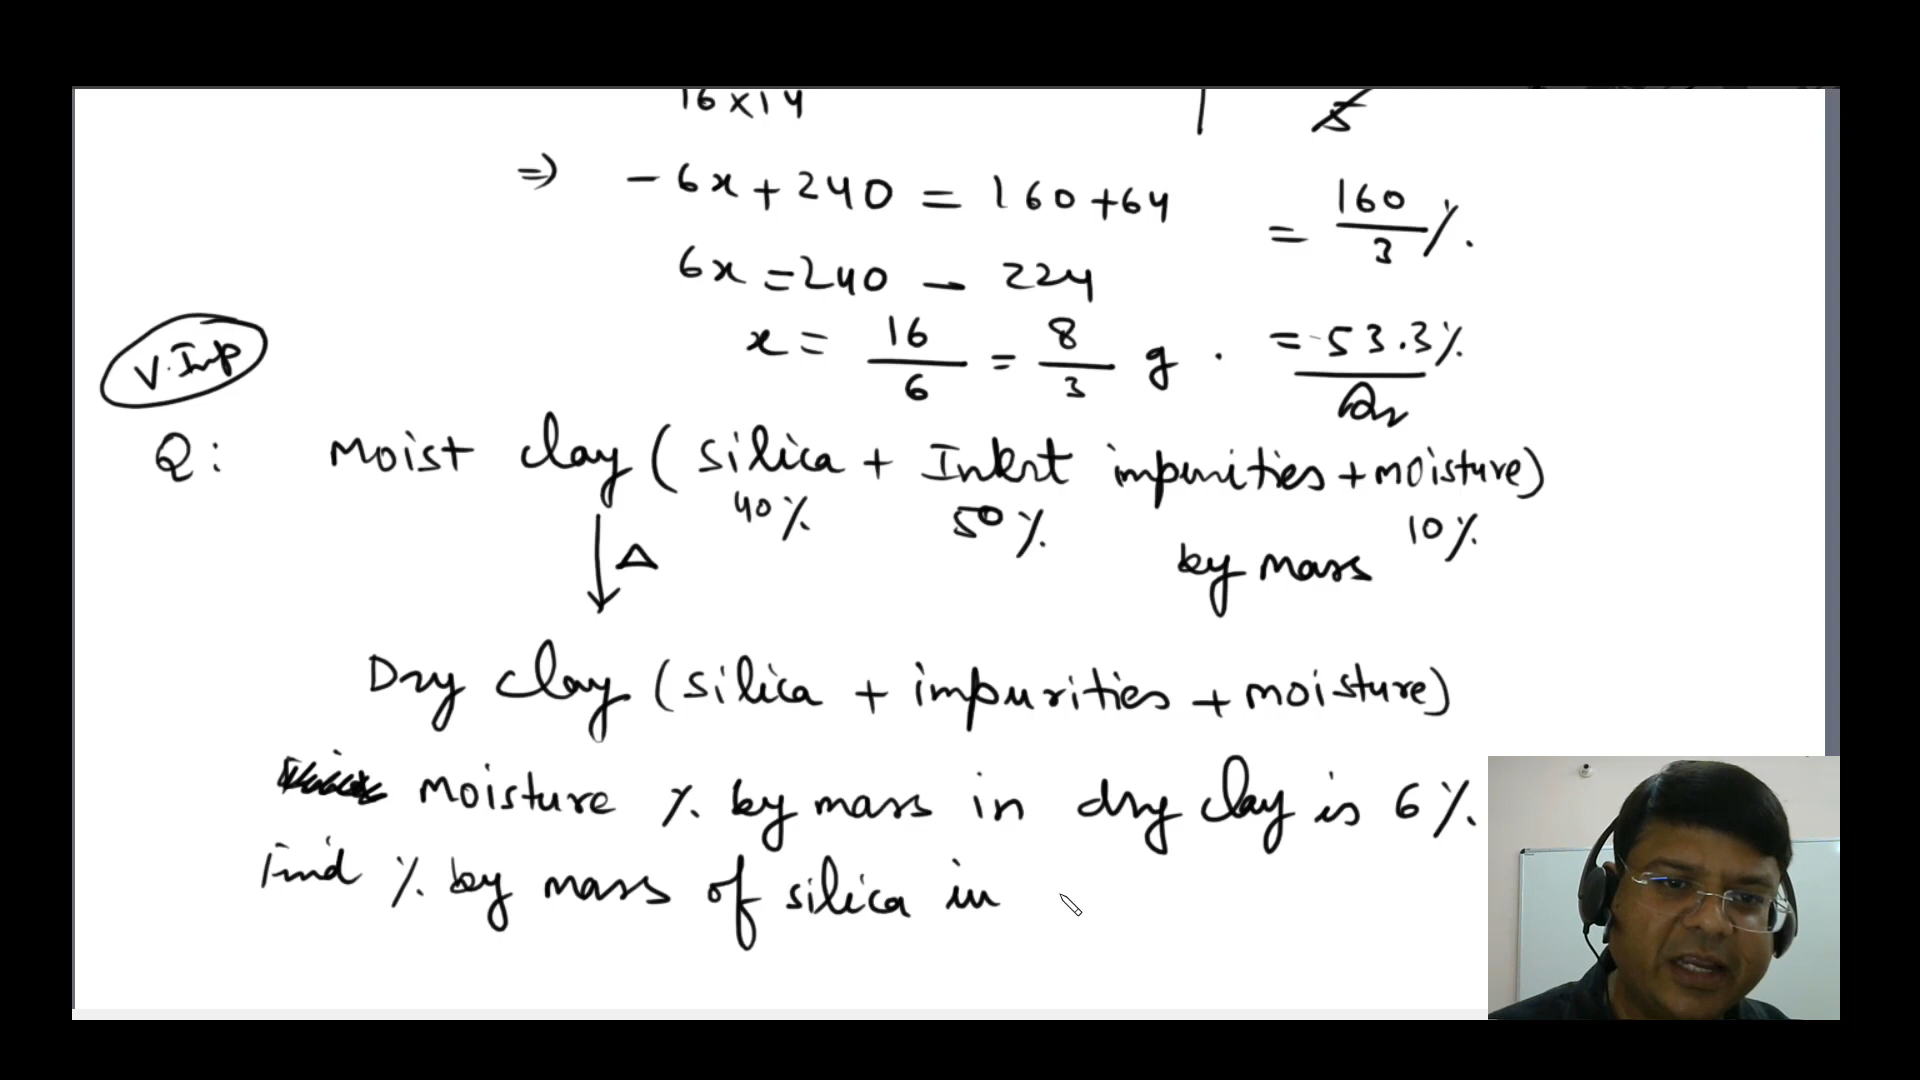 16×14
⇒ -6x+240 = 160+64 = 160/3 %.
6x = 240 - 224
x = 16/6 = 8/3 g. = 53.3%
V.Imp
Q: Moist clay (silica + Inert impurities + moisture)
40% 50% 10%
by mass
Δ
Dry clay (silica + impurities + moisture)
moisture % by mass in dry clay is 6%.
Find % by mass of silica in